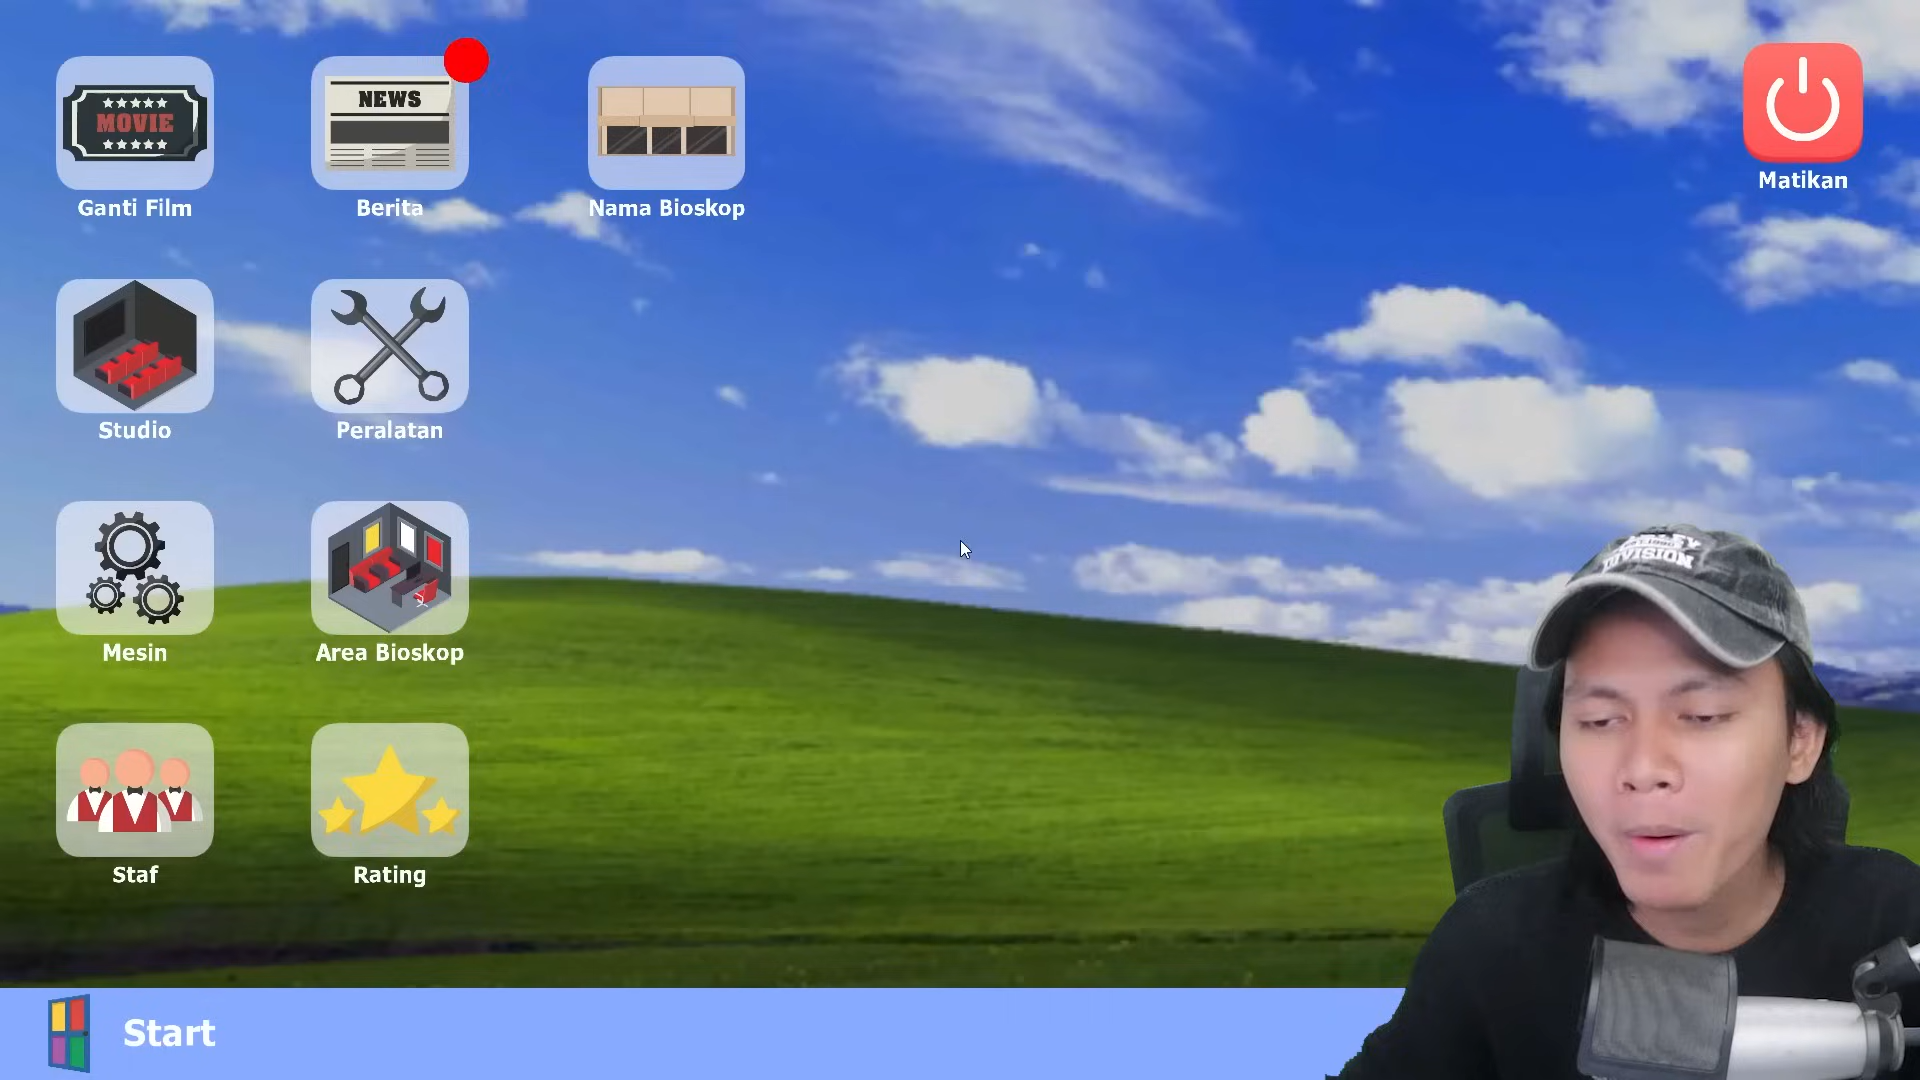 MOVIE
NEWS
Ganti Film
Berita
Nama Bioskop
Matikan
Studio
Peralatan
Mesin
Area Bioskop
Staf
Rating
Start
DIVISION